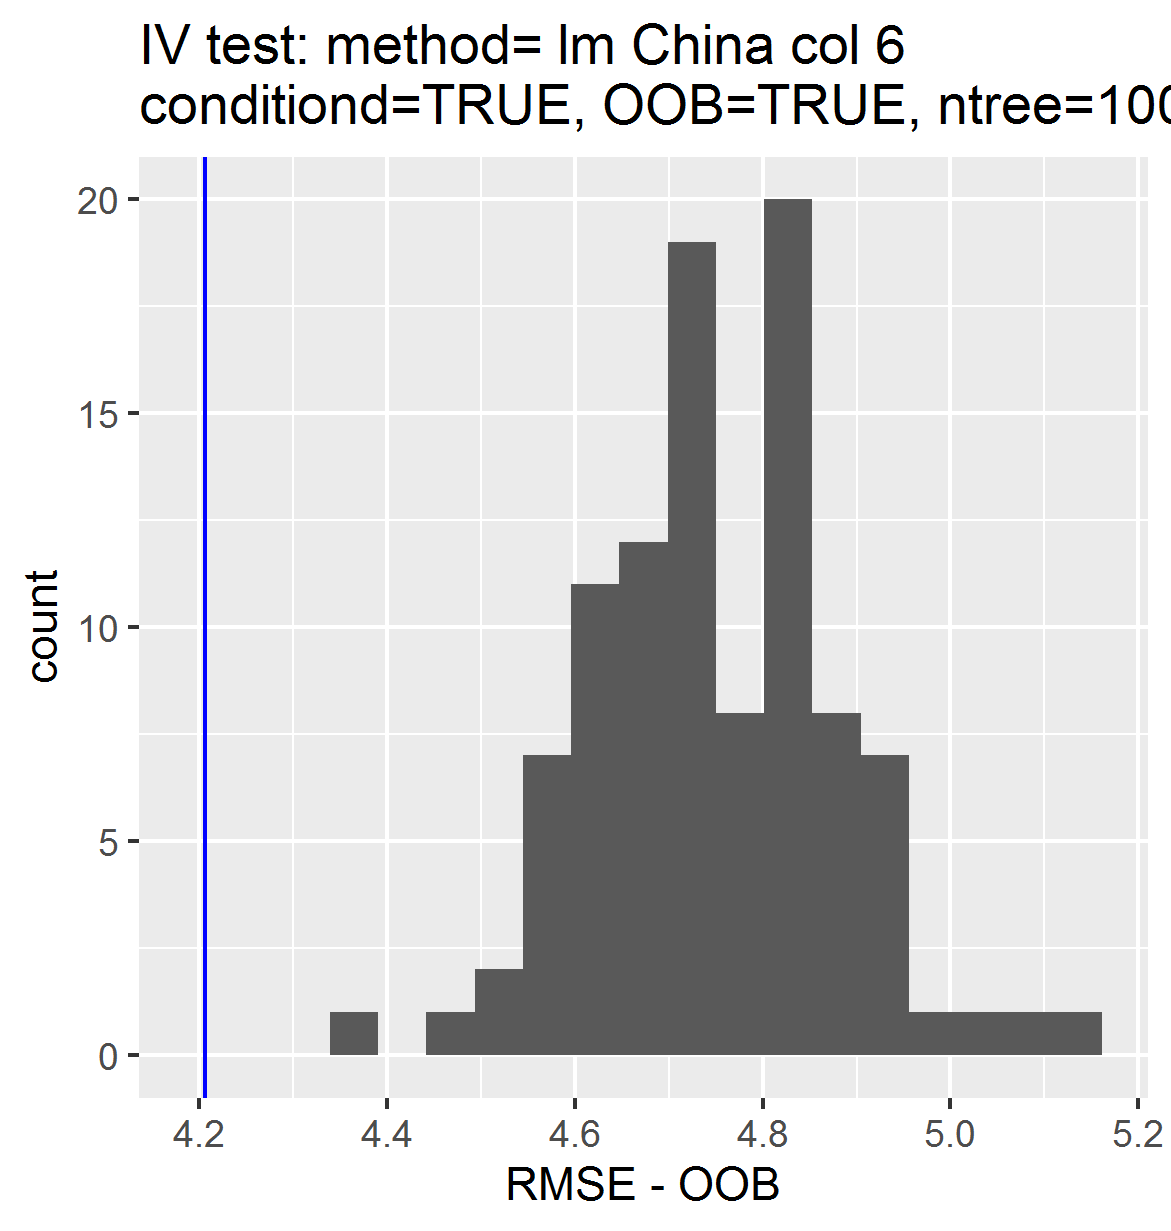 IV test: method= lm China col 6
conditiond=TRUE, OOB=TRUE, ntree=100
20
15
10
5
0
count
4.2 4.4 4.6 4.8 5.0 5.2
RMSE - OOB